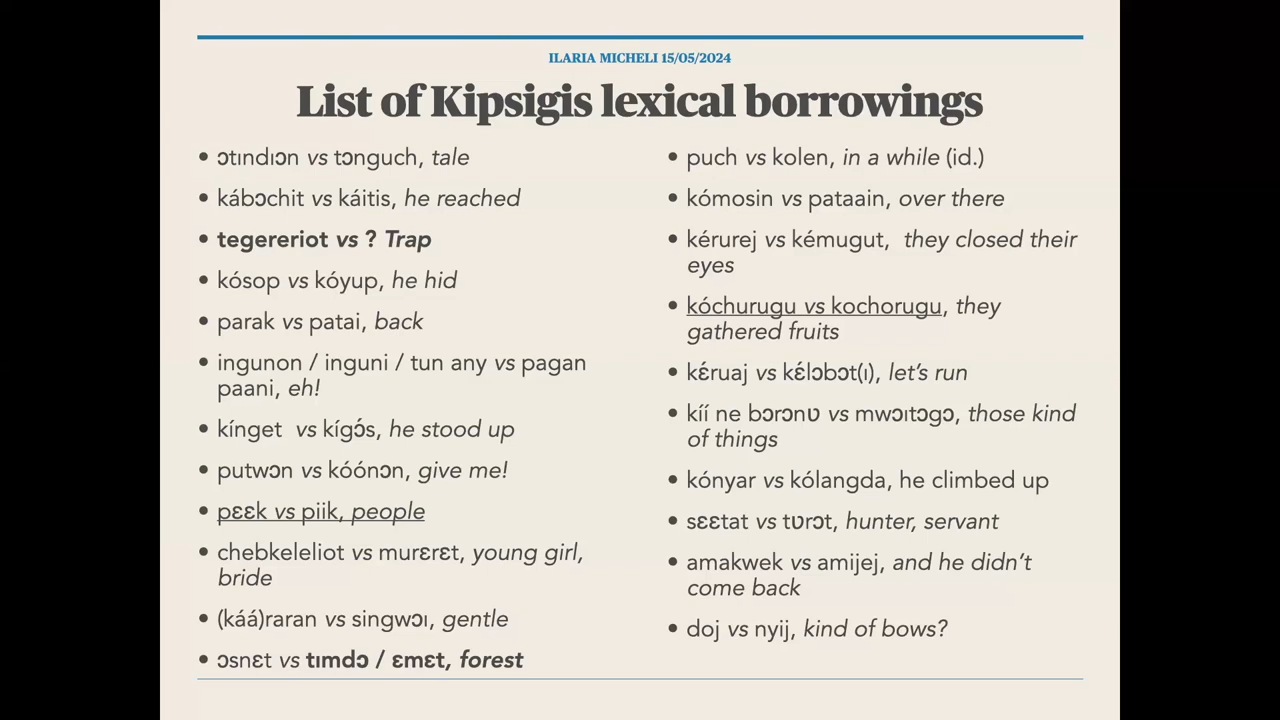 ILARIA MICHELI 15/05/2024
List of Kipsigis lexical borrowings
• ɔtɪndɪɔn vs tɔnguch, tale
• kábɔchit vs káitis, he reached
• tegereriot vs ? Trap
• kósop vs kóyup, he hid
• parak vs patai, back
• ingunon / inguni / tun any vs pagan
paani, eh!
• kínget vs kígɔ́s, he stood up
• putwɔn vs kóónɔn, give me!
• pɛɛk vs piik, people
• chebkeleliot vs murɛrɛt, young girl,
bride
• (káá)raran vs singwɔɪ, gentle
• ɔsnɛt vs tɪmdɔ / ɛmɛt, forest
• puch vs kolen, in a while (id.)
• kómosin vs pataain, over there
• kérurej vs kémugut, they closed their
eyes
• kóchurugu vs kochorugu, they
gathered fruits
• kɛ́ruaj vs kɛ́lɔbɔt(ɪ), let’s run
• kíí ne bɔrɔnʋ vs mwɔɪtɔgɔ, those kind
of things
• kónyar vs kólangda, he climbed up
• sɛɛtat vs tʋrɔt, hunter, servant
• amakwek vs amijej, and he didn’t
come back
• doj vs nyij, kind of bows?